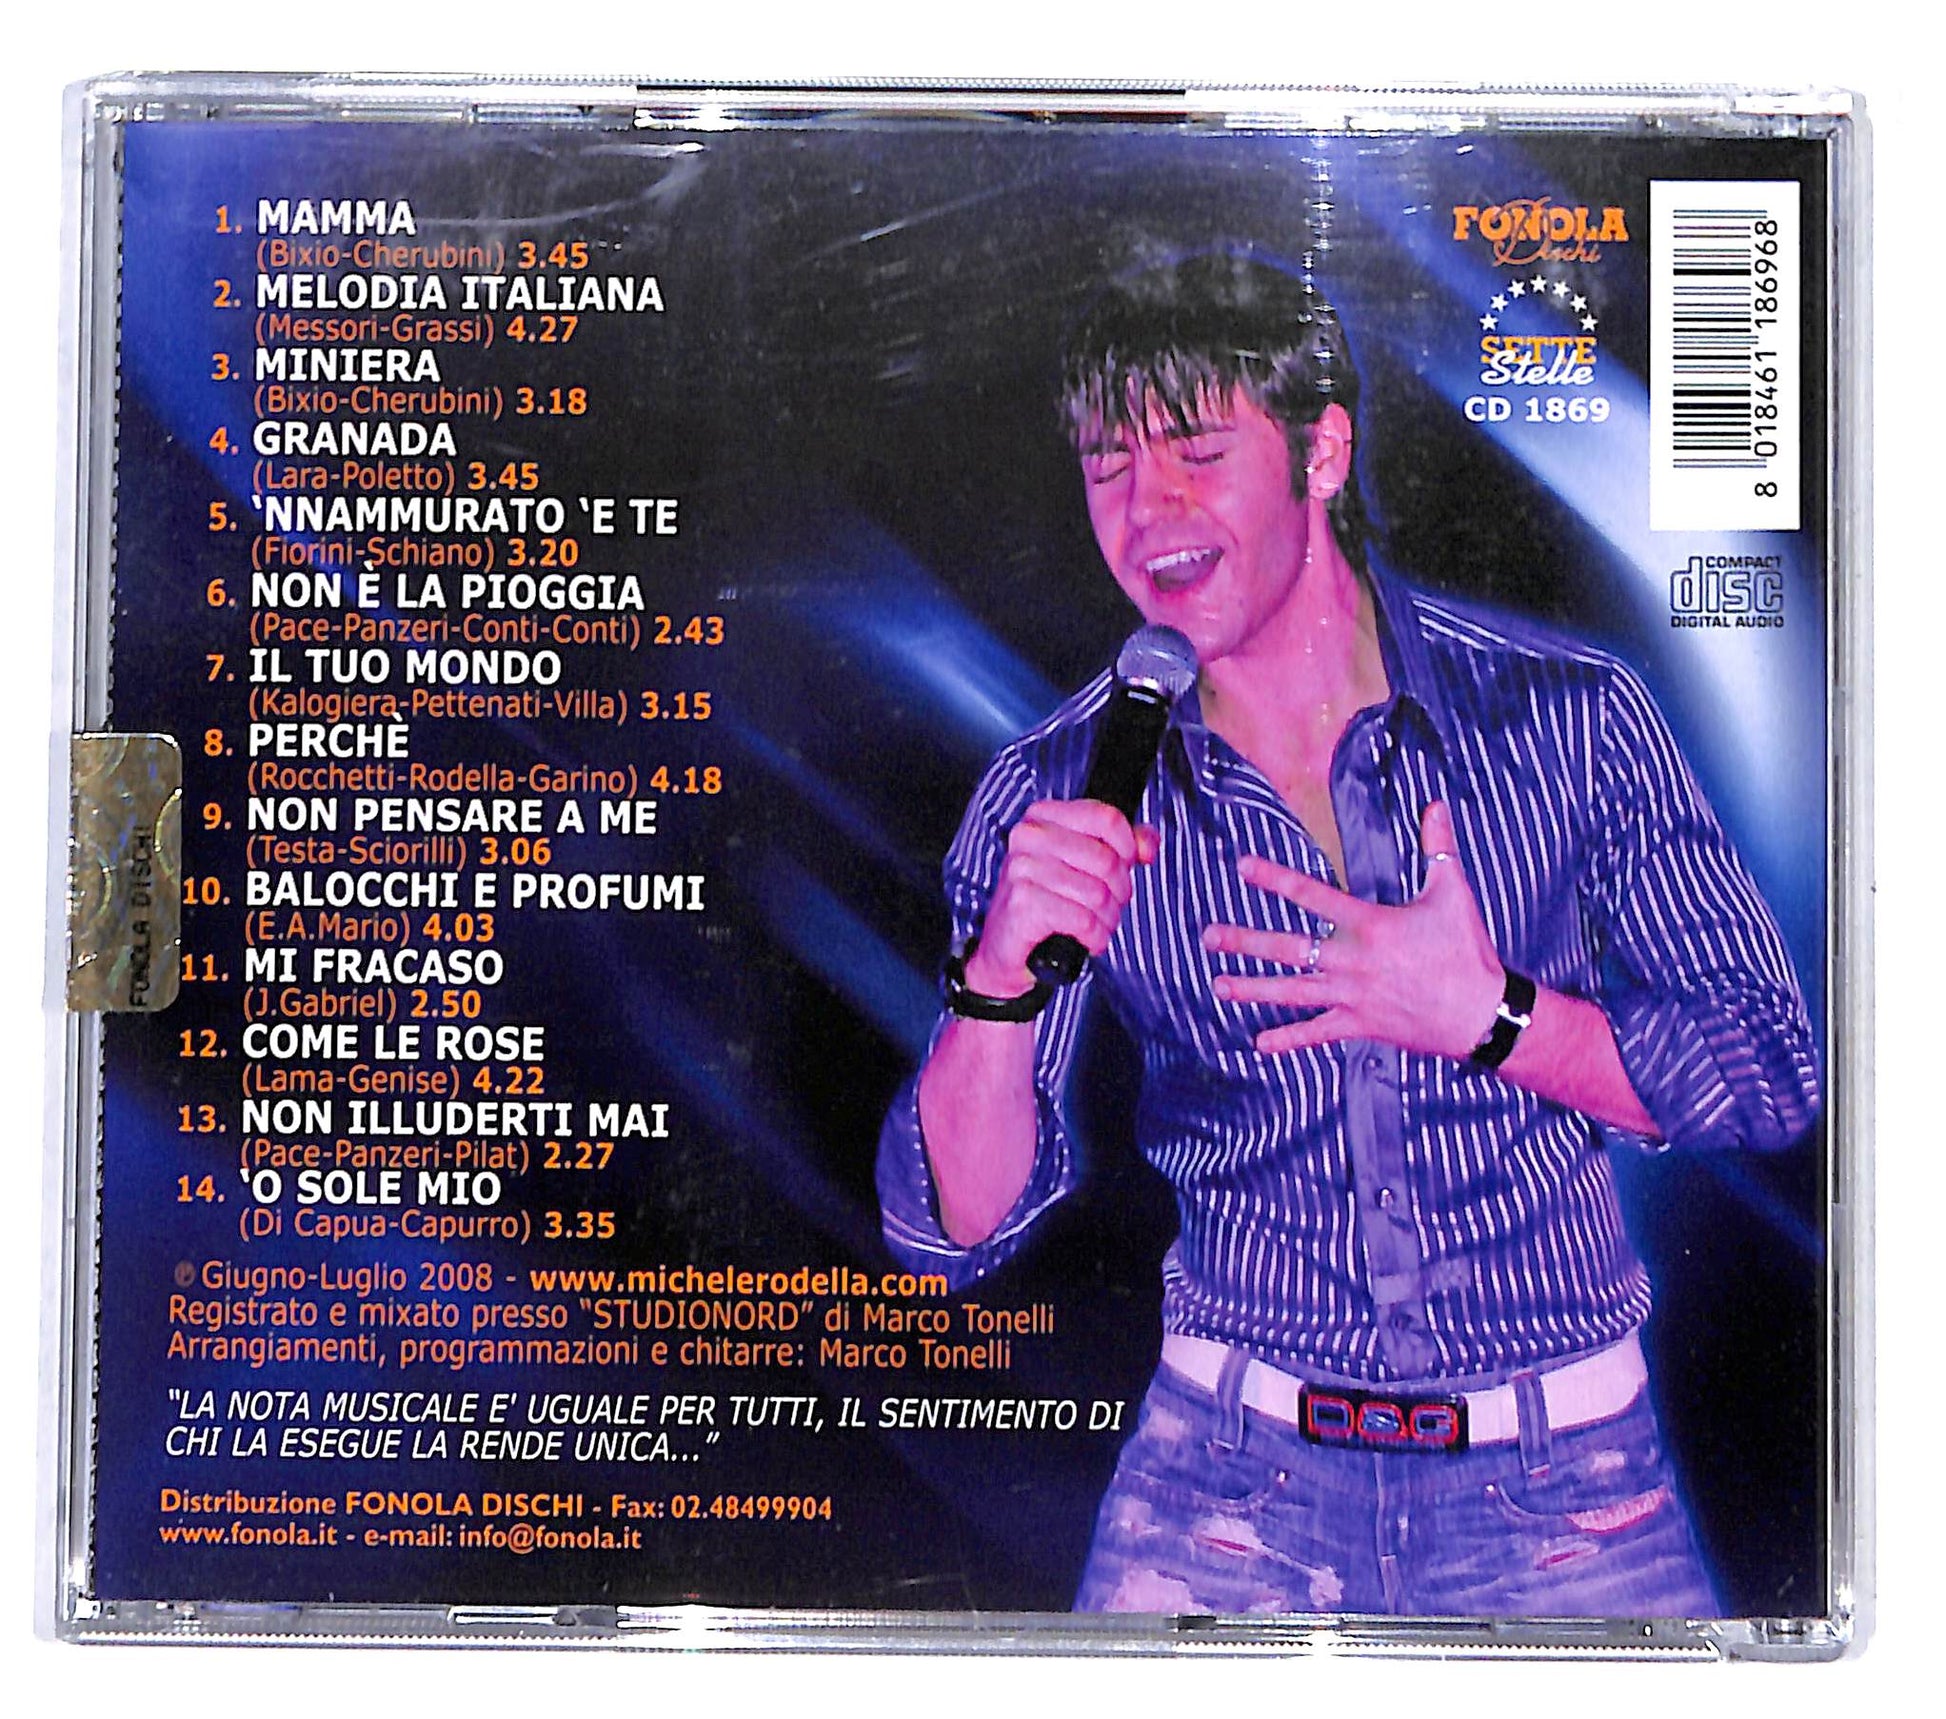 1. MAMMA
(Bixio-Cherubini) 3.45
2. MELODIA ITALIANA
(Messori-Grassi) 4.27
3. MINIERA
(Bixio-Cherubini) 3.18
4. GRANADA
(Lara-Poletto) 3.45
5. ‘NNAMMURATO ‘E TE
(Fiorini-Schiano) 3.20
6. NON È LA PIOGGIA
(Pace-Panzeri-Conti-Conti) 2.43
7. IL TUO MONDO
(Kalogiera-Pettenati-Villa) 3.15
8. PERCHÈ
(Rocchetti-Rodella-Garino) 4.18
9. NON PENSARE A ME
(Testa-Sciorilli) 3.06
10. BALOCCHI E PROFUMI
(E.A.Mario) 4.03
11. MI FRACASO
(J.Gabriel) 2.50
12. COME LE ROSE
(Lama-Genise) 4.22
13. NON ILLUDERTI MAI
(Pace-Panzeri-Pilat) 2.27
14. ‘O SOLE MIO
(Di Capua-Capurro) 3.35
℗ Giugno-Luglio 2008 - www.michelerodella.com
Registrato e mixato presso “STUDIONORD” di Marco Tonelli
Arrangiamenti, programmazioni e chitarre: Marco Tonelli
“LA NOTA MUSICALE E' UGUALE PER TUTTI, IL SENTIMENTO DI
CHI LA ESEGUE LA RENDE UNICA...”
Distribuzione FONOLA DISCHI - Fax: 02.48499904
www.fonola.it - e-mail: info@fonola.it
FONOLA DISCHI
FONOLA
Dischi
SETTE
Stelle
CD 1869
8 018461 186968
COMPACT
disc
DIGITAL AUDIO
D&G